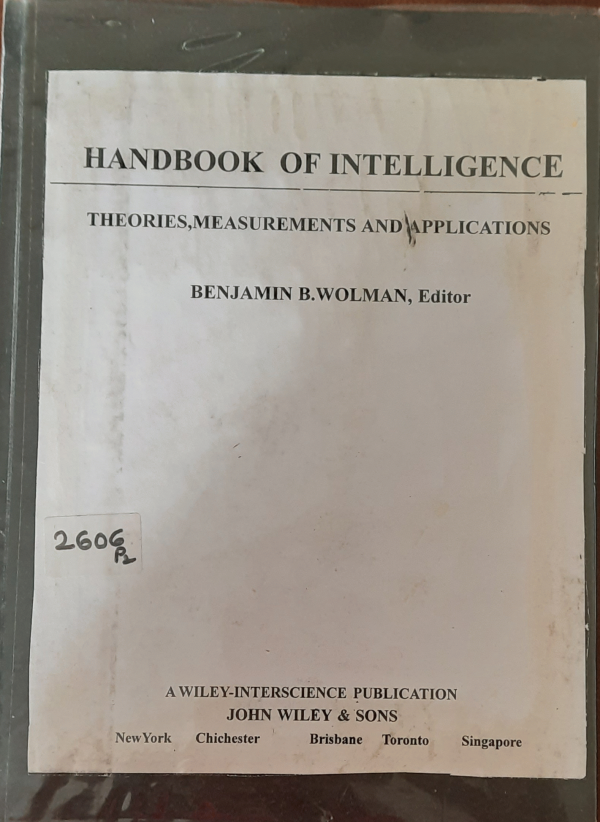 HANDBOOK OF INTELLIGENCE
THEORIES,MEASUREMENTS AND APPLICATIONS
BENJAMIN B.WOLMAN, Editor
2606
P2
A WILEY-INTERSCIENCE PUBLICATION
JOHN WILEY & SONS
NewYork Chichester Brisbane Toronto Singapore